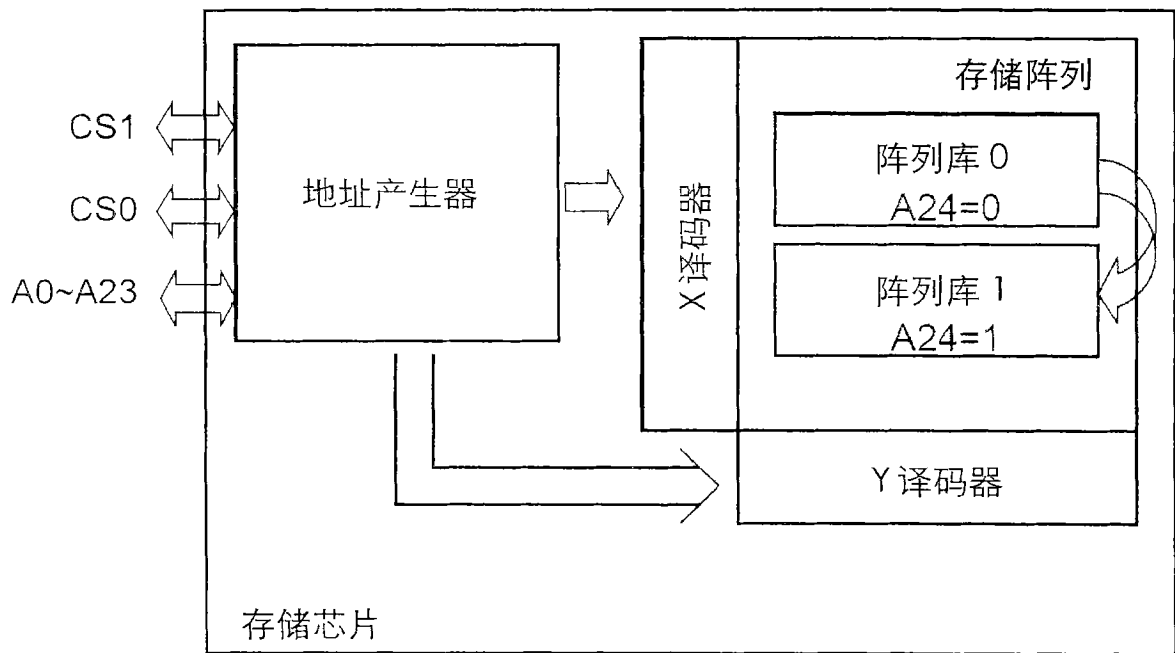 CS1
CS0
A0~A23
地址产生器
X译码器
存储阵列
阵列库 0
A24=0
阵列库 1
A24=1
Y译码器
存储芯片